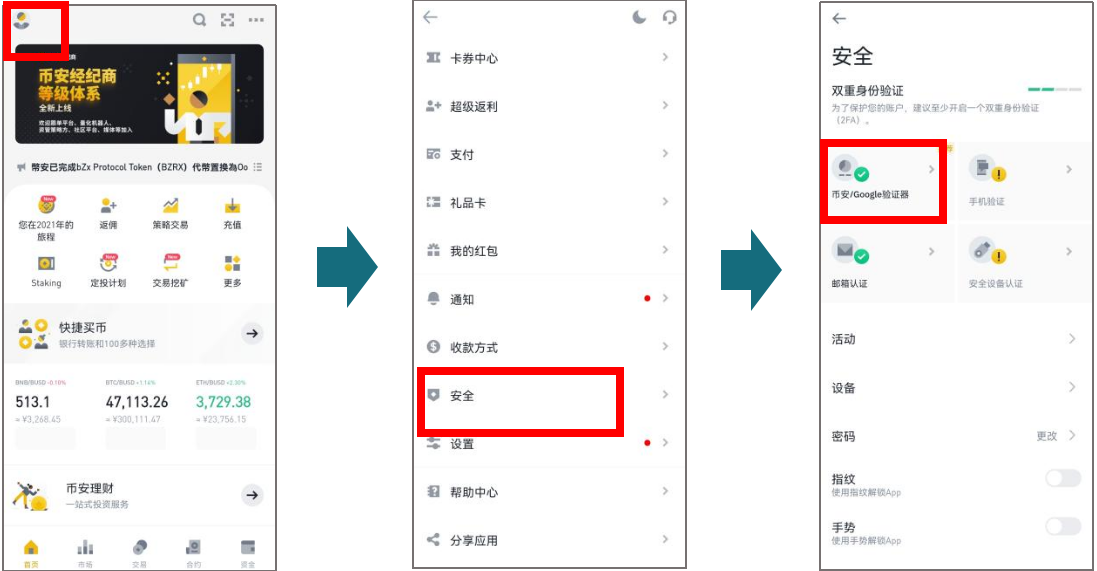 币安经纪商
等级体系
全新上线
欢迎跟单平台、量化机器人、
资管策略方、社区平台、媒体等加入
幣安已完成bZx Protocol Token（BZRX）代幣置換為Oo
New
您在2021年的
旅程
返佣
策略交易
充值
Staking
New
定投计划
New
交易挖矿
更多
快捷买币
银行转账和100多种选择
BNB/BUSD -0.10%
BTC/BUSD +1.16%
ETH/BUSD +2.30%
513.1
47,113.26
3,729.38
≈ ¥3,268.45
≈ ¥300,111.47
≈ ¥23,756.15
币安理财
一站式投资服务
首页
市场
交易
合约
资金
卡券中心
超级返利
支付
礼品卡
我的红包
通知
收款方式
安全
设置
帮助中心
分享应用
安全
双重身份验证
为了保护您的账户，建议至少开启一个双重身份验证
（2FA）。
币安/Google验证器
手机验证
邮箱认证
安全设备认证
活动
设备
密码
更改
指纹
使用指纹解锁App
手势
使用手势解锁App